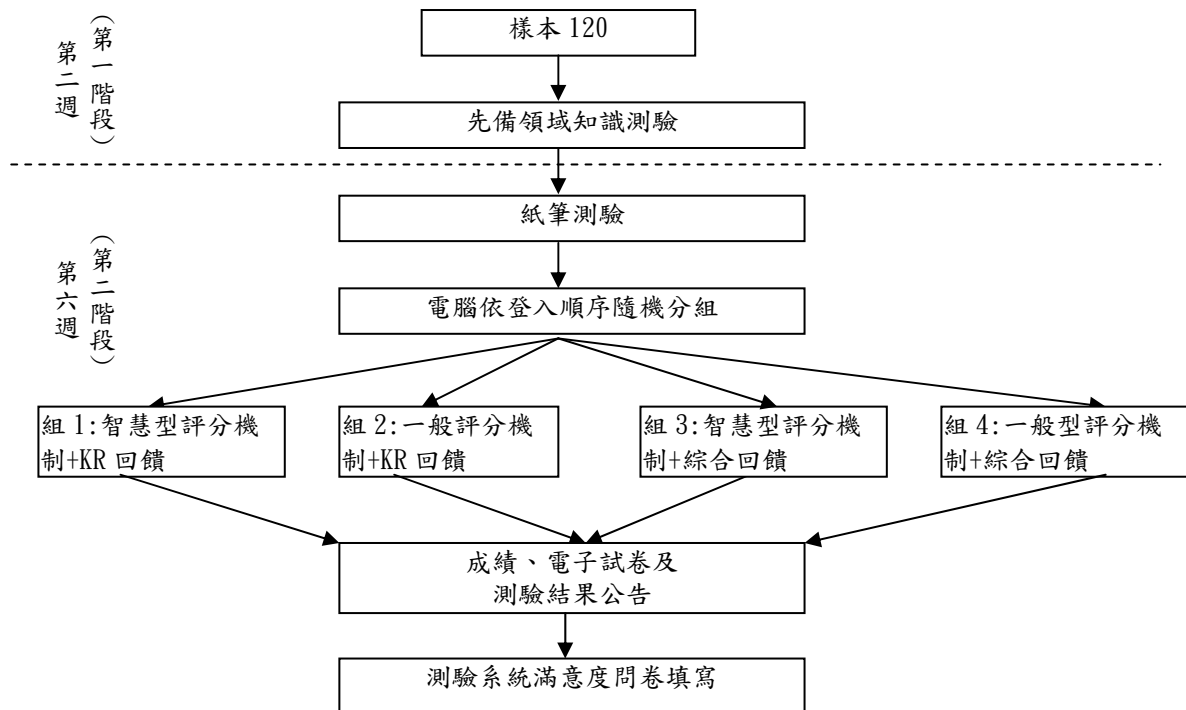 樣本 120
(第一階段)
第二週
先備領域知識測驗
紙筆測驗
(第二階段)
第六週
電腦依登入順序隨機分組
組 1:智慧型評分機
制+KR 回饋
組 2:一般評分機
制+KR 回饋
組 3:智慧型評分機
制+綜合回饋
組 4:一般型評分機
制+綜合回饋
成績、電子試卷及
測驗結果公告
測驗系統滿意度問卷填寫